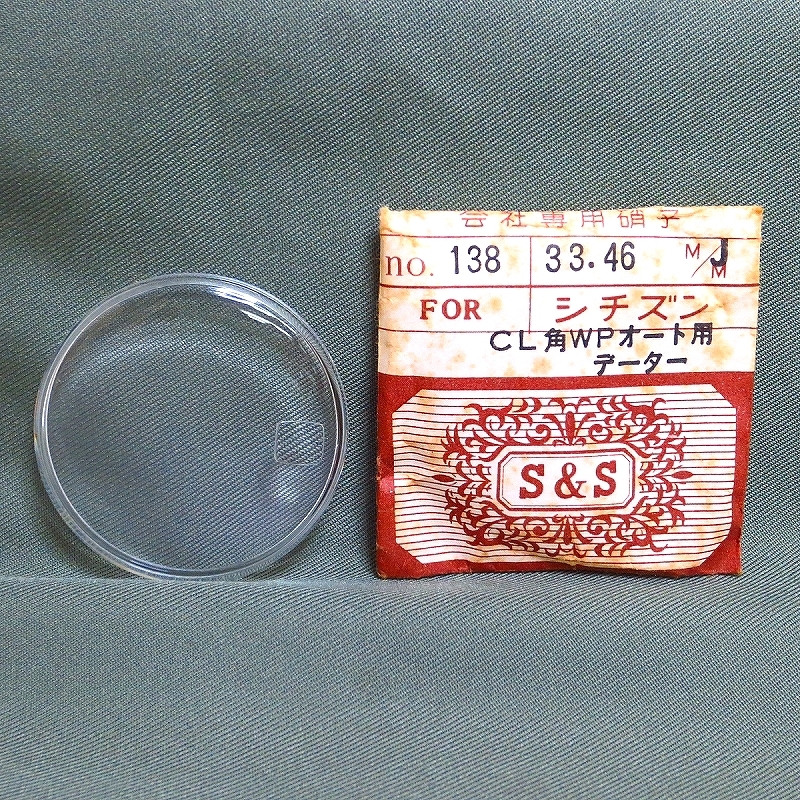 会社専用硝子
no. 138 33.46 M/M J
FOR シチズン
CL角WPオート用
データー
S&S